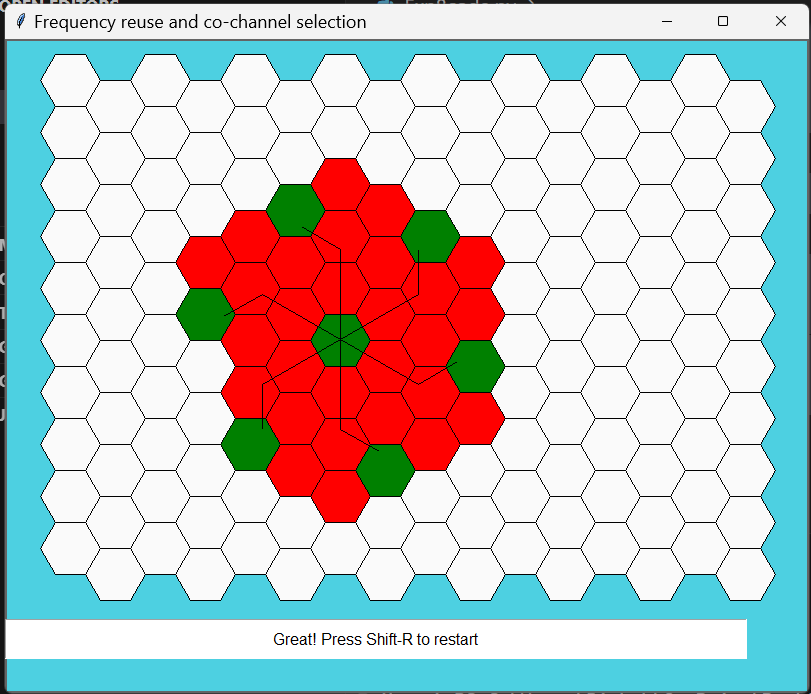 Frequency reuse and co-channel selection
Great! Press Shift-R to restart